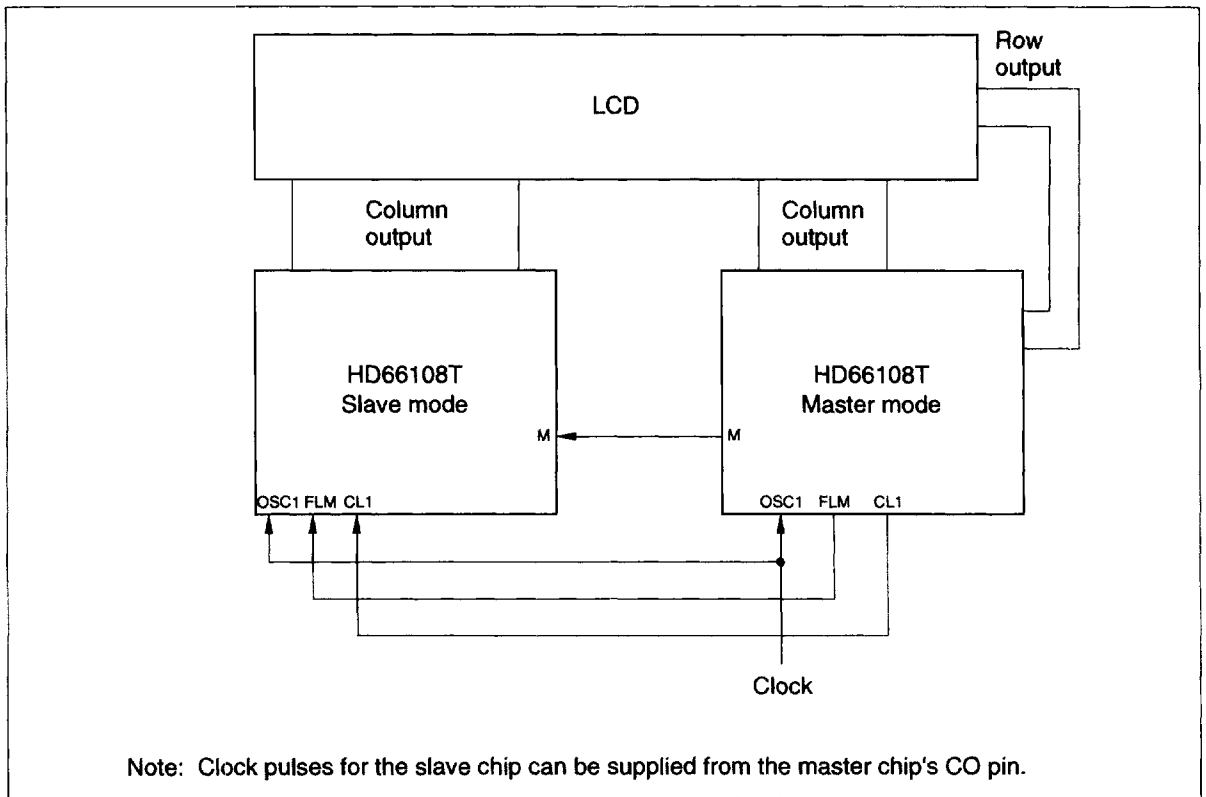 Row
output
LCD
Column
output
Column
output
HD66108T
Slave mode
HD66108T
Master mode
M
M
OSC1 FLM CL1
OSC1 FLM CL1
Clock
Note: Clock pulses for the slave chip can be supplied from the master chip's CO pin.